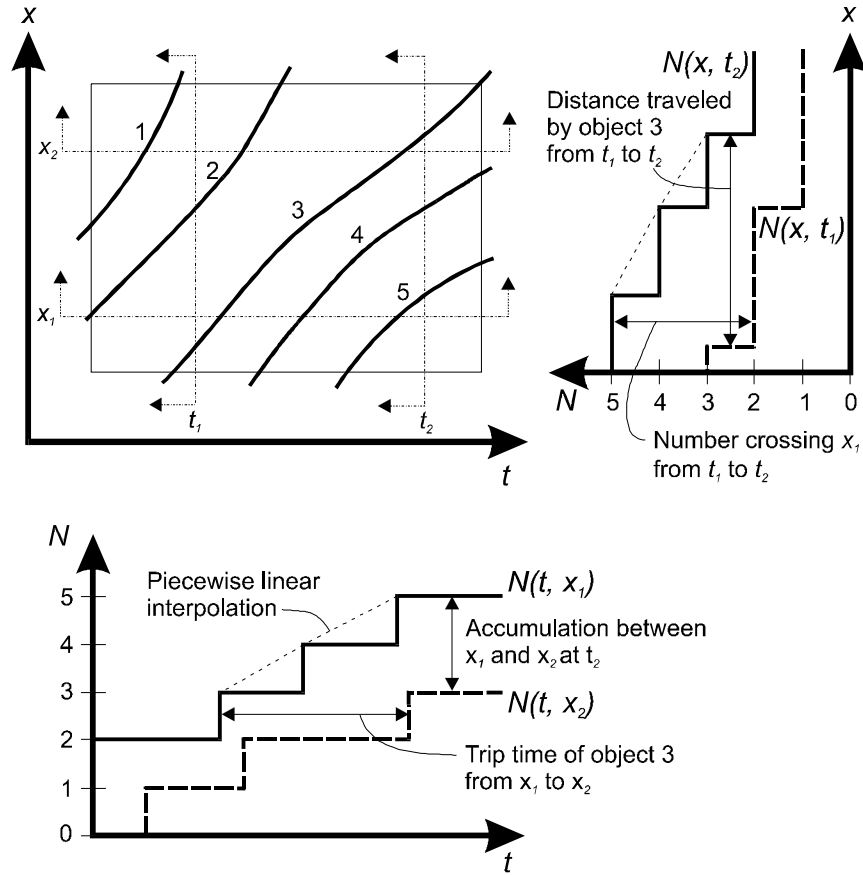 x
1
2
3
4
5
x₂
x₁
t₁
t₂
t
x
N(x, t₂)
Distance traveled
by object 3
from t₁ to t₂
N(x, t₁)
N
5 4 3 2 1 0
Number crossing x₁
from t₁ to t₂
N
5
4
3
2
1
0
Piecewise linear
interpolation
N(t, x₁)
Accumulation between
x₁ and x₂ at t₂
N(t, x₂)
Trip time of object 3
from x₁ to x₂
t